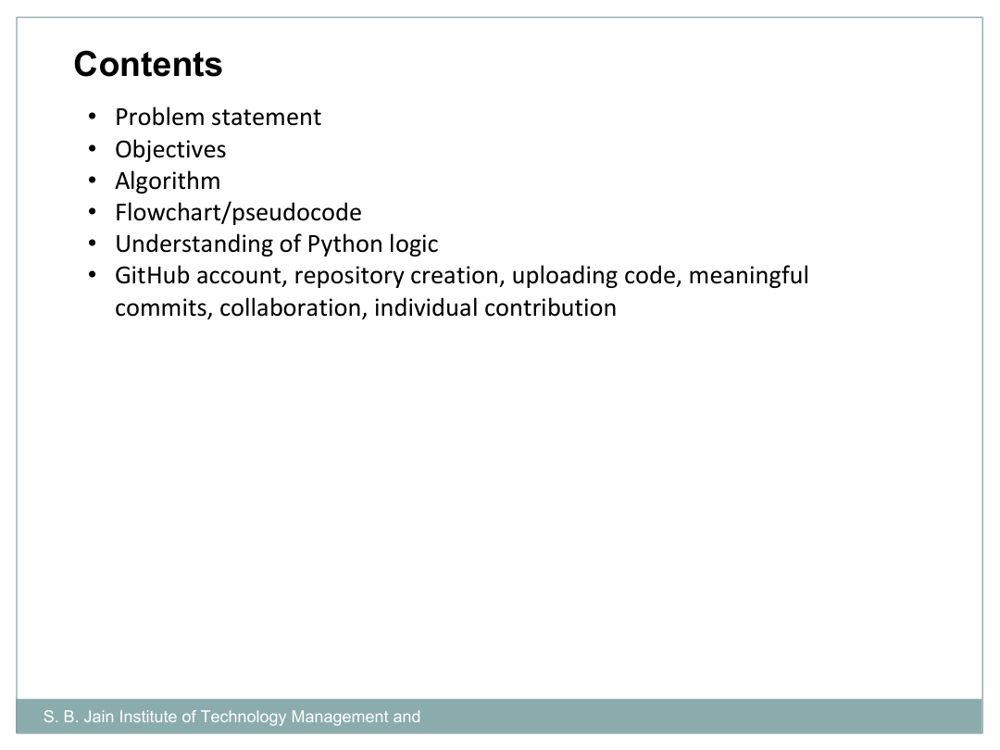 Contents
• Problem statement
• Objectives
• Algorithm
• Flowchart/pseudocode
• Understanding of Python logic
• GitHub account, repository creation, uploading code, meaningful
commits, collaboration, individual contribution
S. B. Jain Institute of Technology Management and